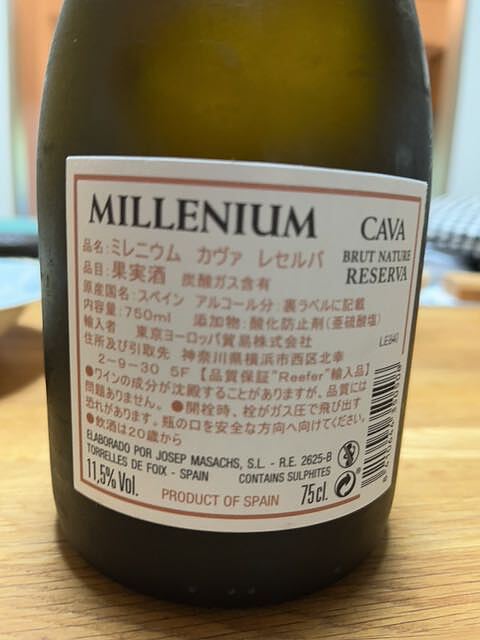 MILLENIUM
CAVA
BRUT NATURE
RESERVA
品名:ミレニウム カヴァ レセルバ
品目:果実酒 炭酸ガス含有
原産国名:スペイン アルコール分:裏ラベルに記載
内容量:750ml 添加物:酸化防止剤(亜硫酸塩)
輸入者 東京ヨーロッパ貿易株式会社
住所及び引取先 神奈川県横浜市西区北幸
2-9-30 5F【品質保証"Reefer"輸入品】
●ワインの成分が沈殿することがありますが、品質には
問題ありません。●開栓時、栓がガス圧で飛び出す
恐れがあります。瓶の口を安全な方向へ向けてください。
●飲酒は20歳から
LE840
ELABORADO POR JOSEP MASACHS, S.L. - R.E. 2625-B
TORRELLES DE FOIX - SPAIN CONTAINS SULPHITES
11,5% Vol. PRODUCT OF SPAIN 75cl.